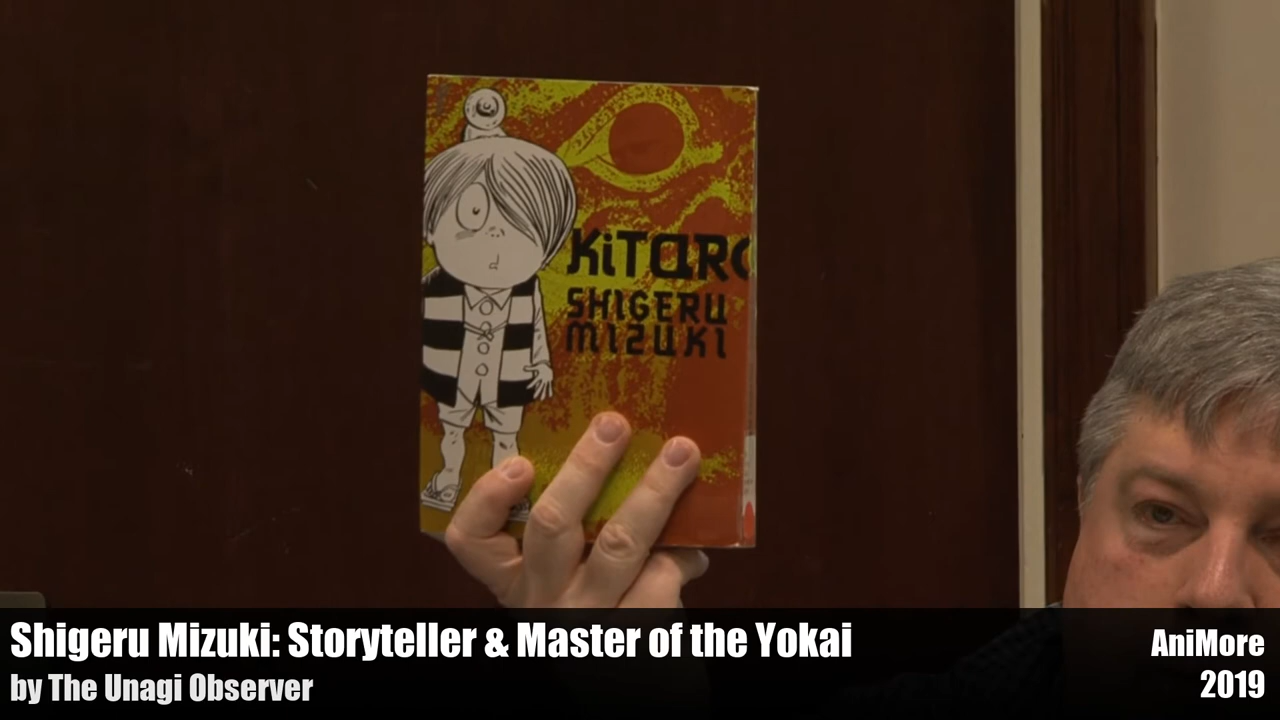 KiTARO
SHIGERU
MIZUKI
Shigeru Mizuki: Storyteller & Master of the Yokai
by The Unagi Observer
AniMore
2019